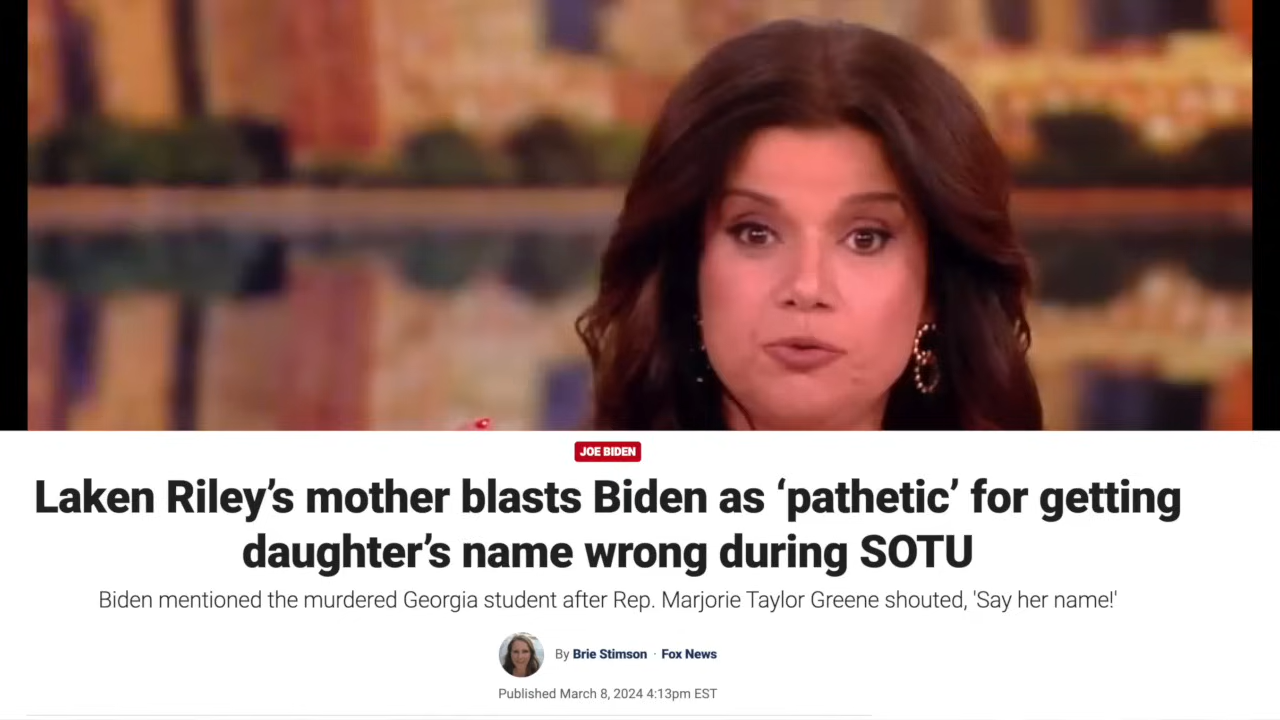 JOE BIDEN
Laken Riley’s mother blasts Biden as ‘pathetic’ for getting
daughter’s name wrong during SOTU
Biden mentioned the murdered Georgia student after Rep. Marjorie Taylor Greene shouted, 'Say her name!'
By Brie Stimson · Fox News
Published March 8, 2024 4:13pm EST